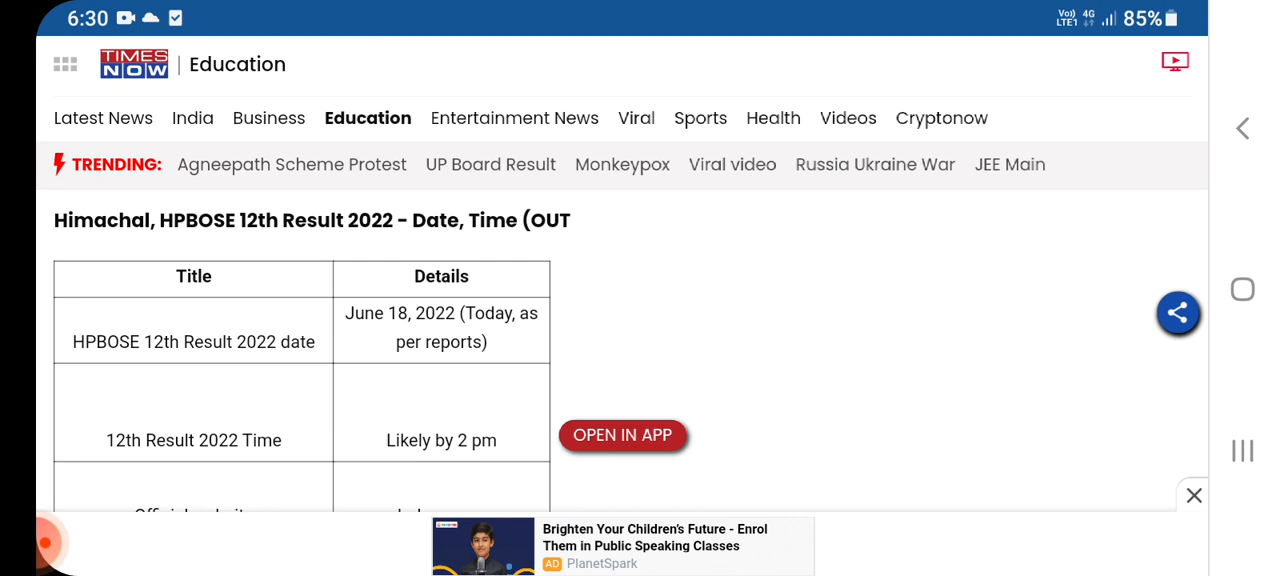 6:30
Vo)) 4G
LTE1 85%
TIMES
NOW | Education
Latest News India Business Education Entertainment News Viral Sports Health Videos Cryptonow
TRENDING: Agneepath Scheme Protest UP Board Result Monkeypox Viral video Russia Ukraine War JEE Main
Himachal, HPBOSE 12th Result 2022 - Date, Time (OUT
Title Details
June 18, 2022 (Today, as
HPBOSE 12th Result 2022 date per reports)
12th Result 2022 Time Likely by 2 pm
OPEN IN APP
Brighten Your Children's Future - Enrol
Them in Public Speaking Classes
AD PlanetSpark